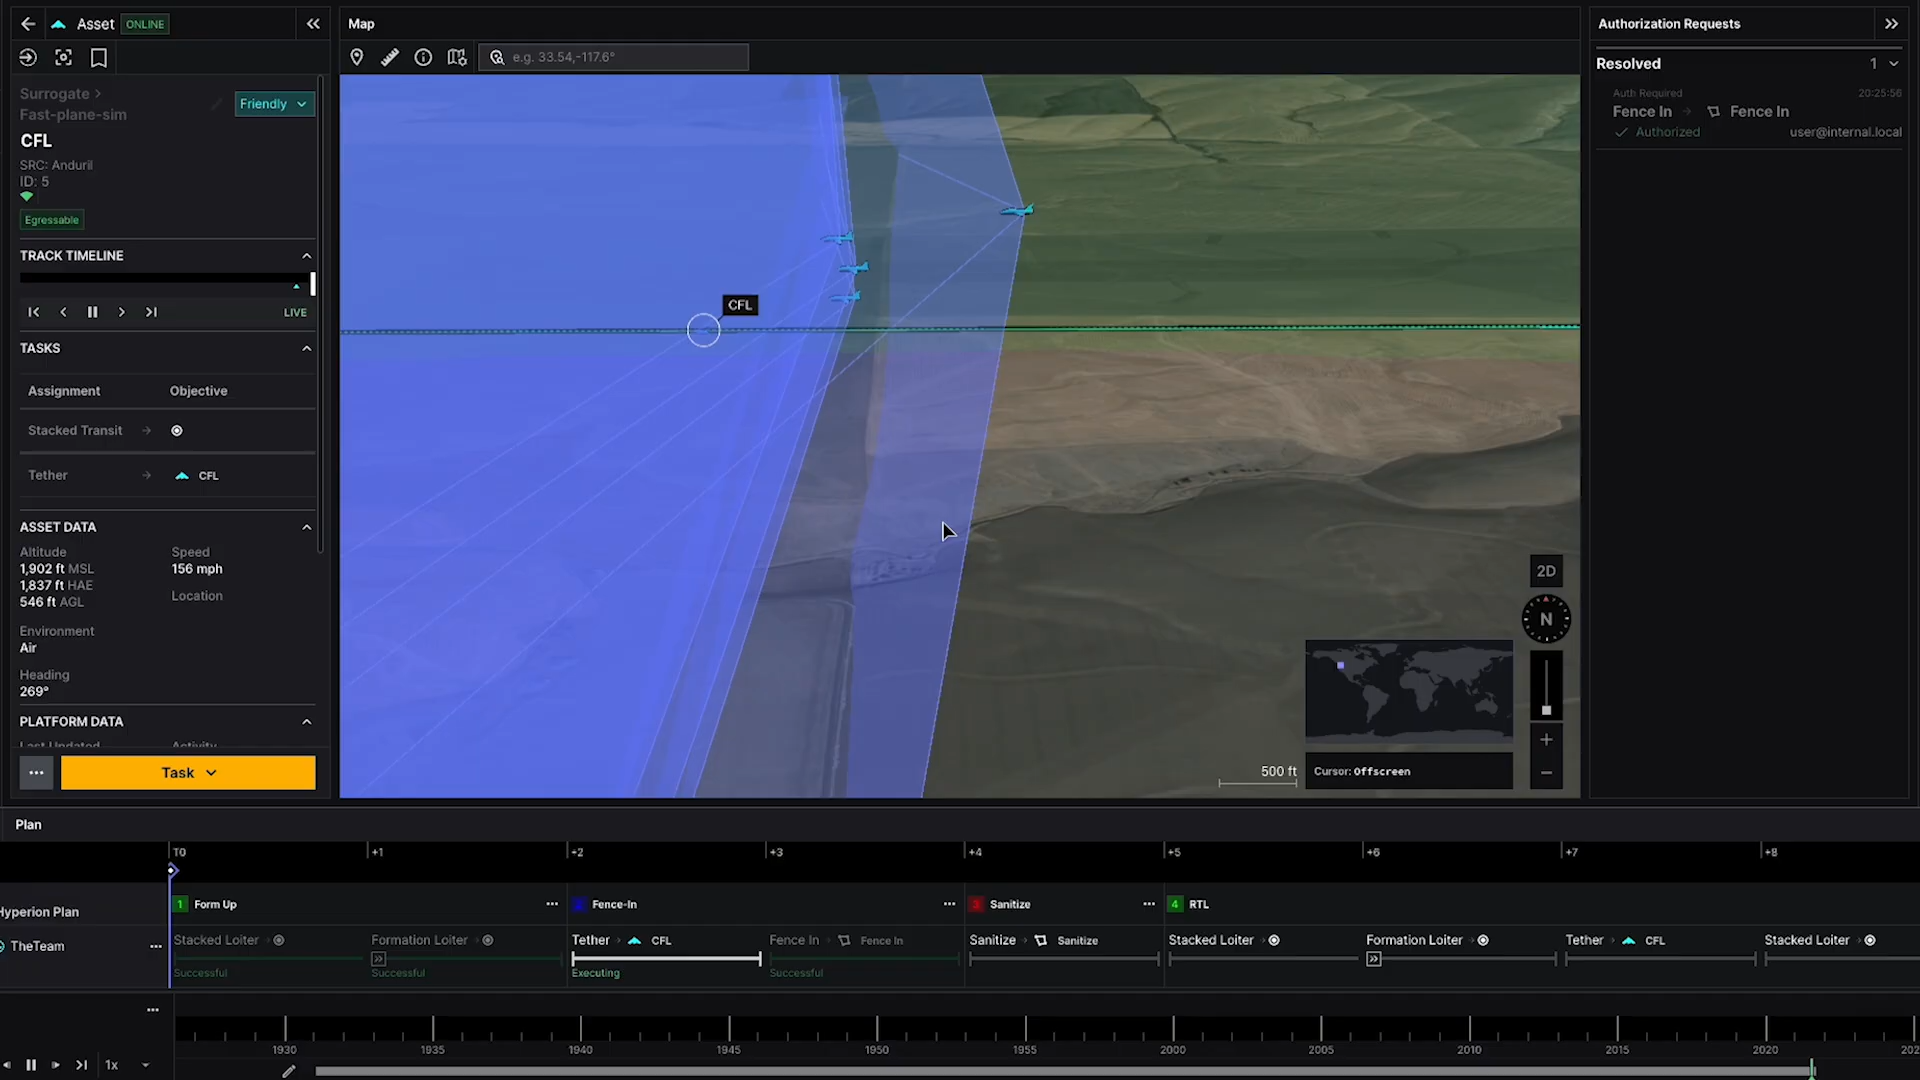 Asset ONLINE
Surrogate >
Fast-plane-sim
Friendly
CFL
SRC: Anduril
ID: 5
Egressable
TRACK TIMELINE
LIVE
TASKS
Assignment Objective
Stacked Transit
Tether CFL
ASSET DATA
Altitude Speed
1,902 ft MSL 156 mph
1,837 ft HAE
546 ft AGL Location
Environment
Air
Heading
269°
PLATFORM DATA
Last Updated Activity
Task
Map
e.g. 33.54,-117.6°
CFL
2D
N
500 ft
Cursor: Offscreen
Authorization Requests
Resolved 1
Auth Required 20:25:56
Fence In Fence In
Authorized user@internal.local
Plan
T0 +1 +2 +3 +4 +5 +6 +7 +8
Hyperion Plan
1 Form Up Fence-In 3 Sanitize 4 RTL
TheTeam
Stacked Loiter Formation Loiter Tether CFL Fence In Fence In Sanitize Sanitize Stacked Loiter Formation Loiter Tether CFL Stacked Loiter
Successful Successful Executing Successful
1930 1935 1940 1945 1950 1955 2000 2005 2010 2015 2020
1x